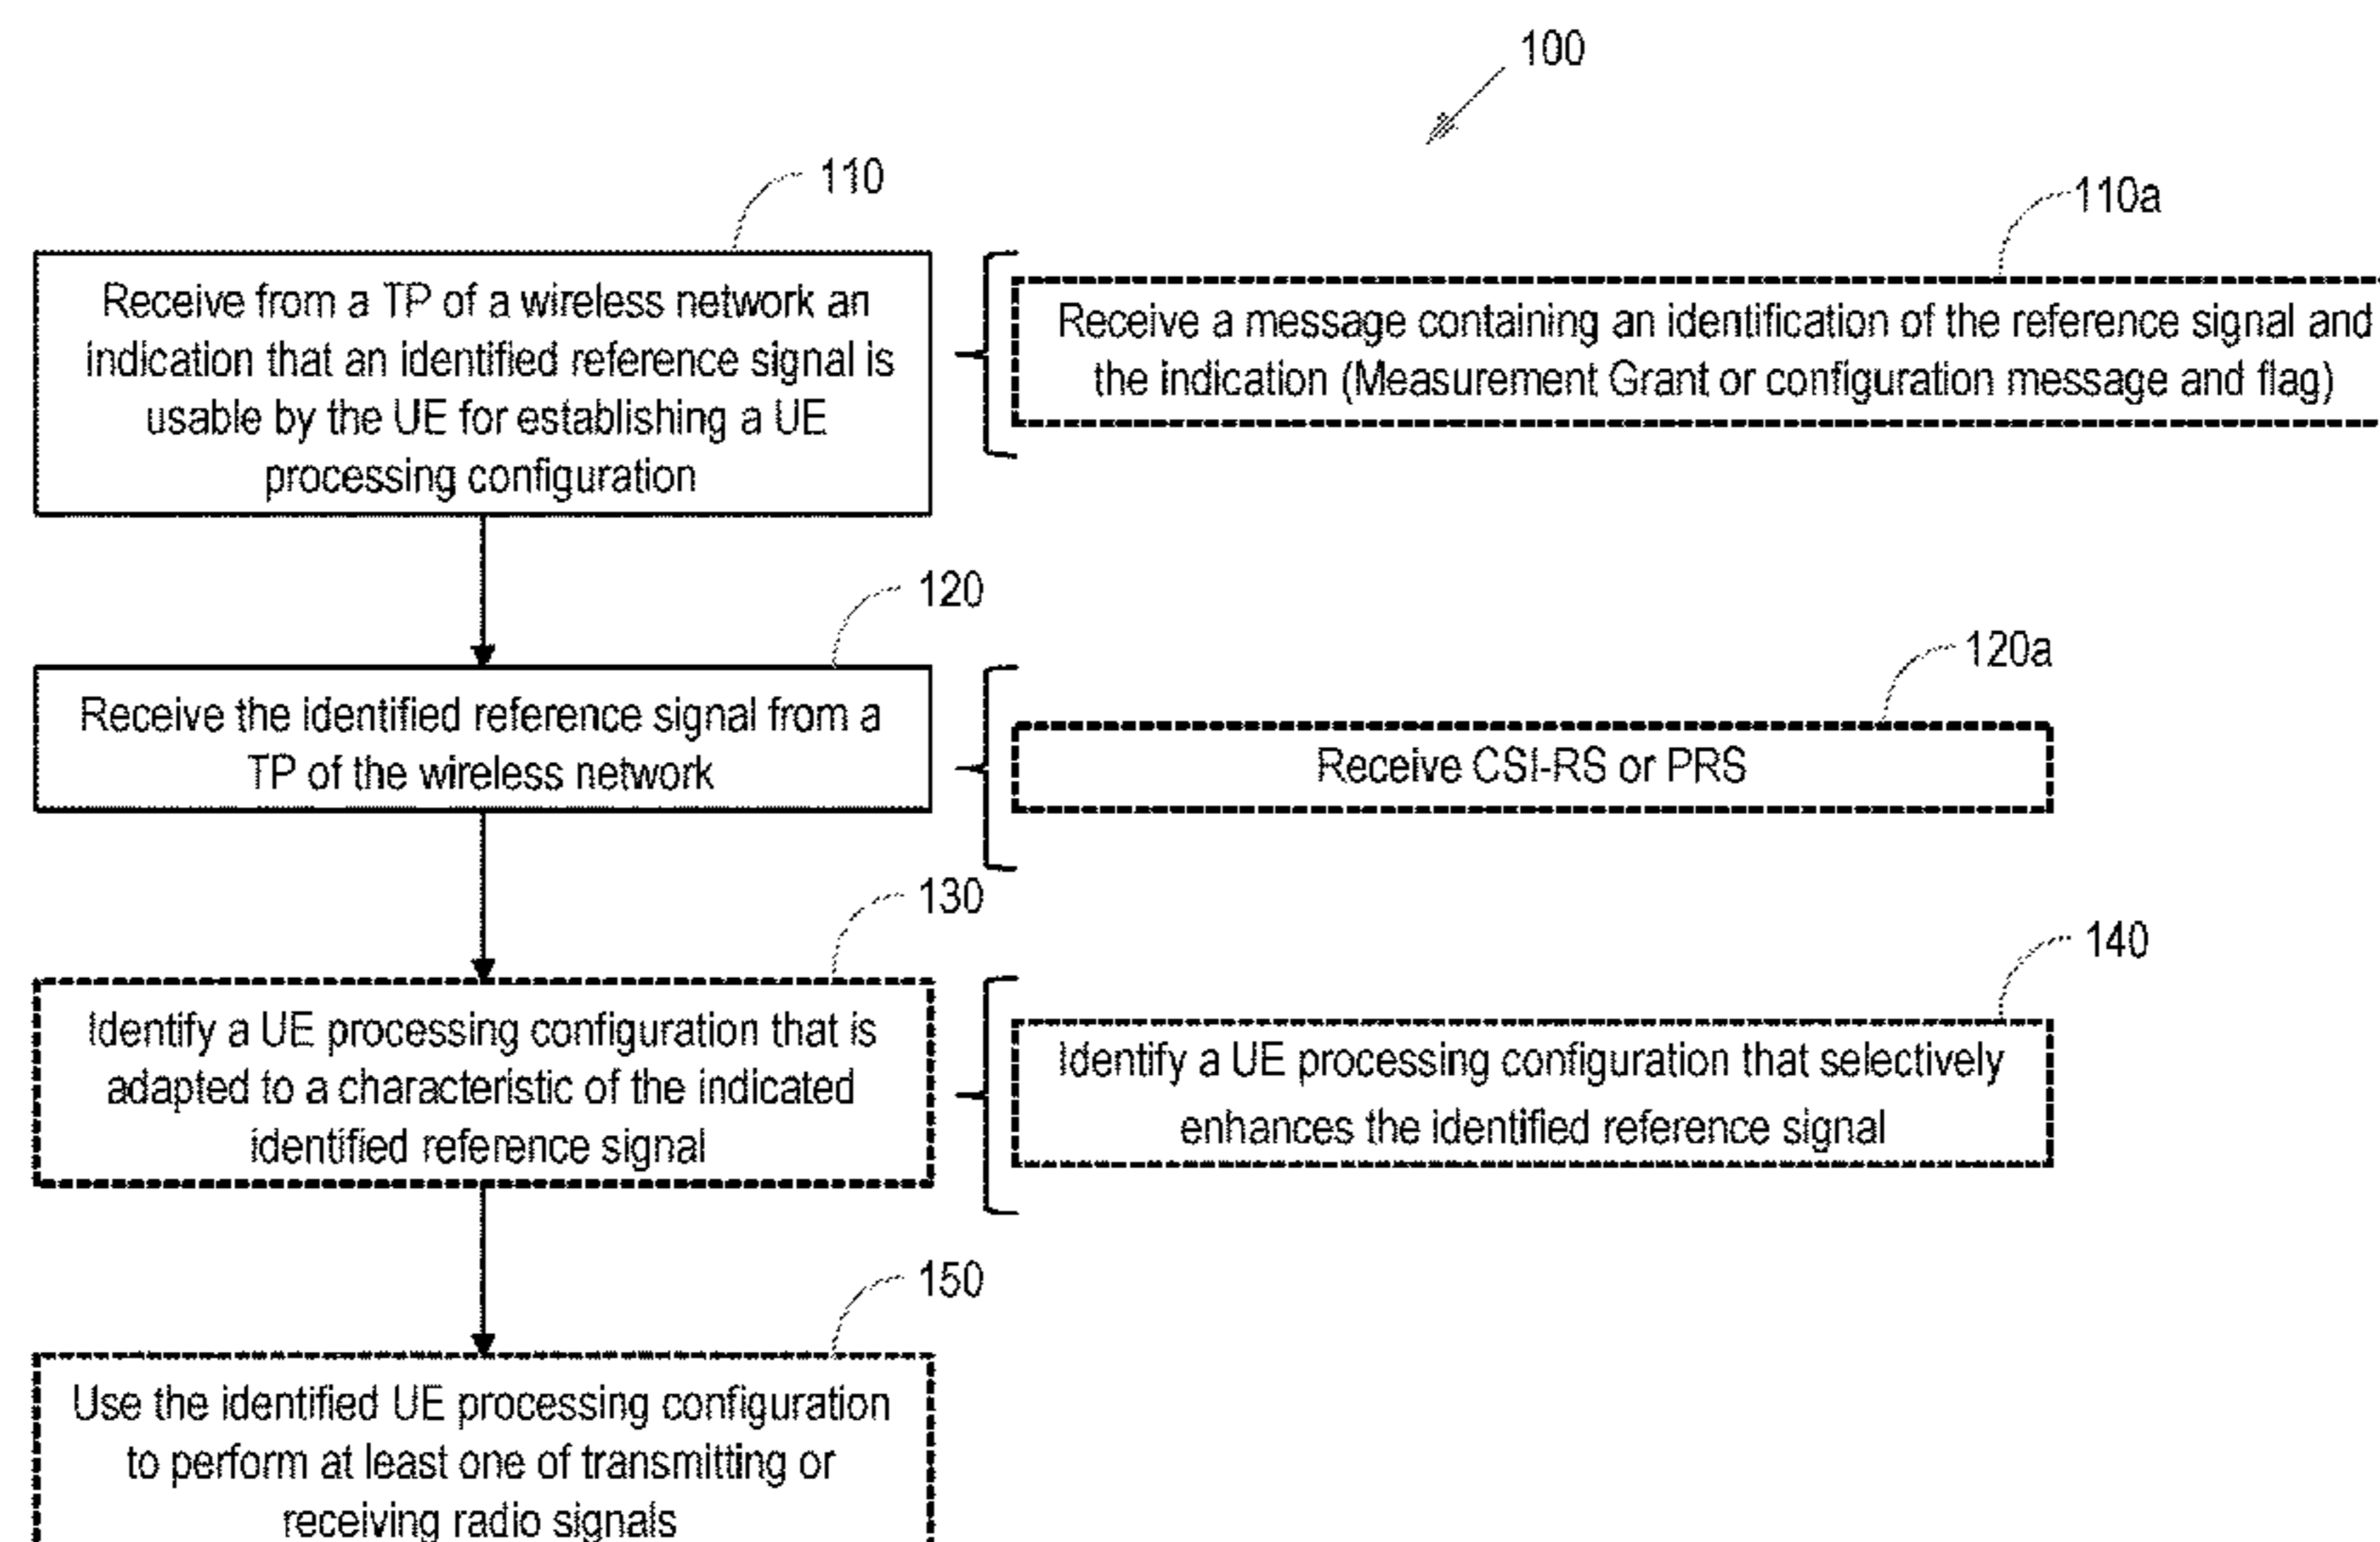 100
110
Receive from a TP of a wireless network an
indication that an identified reference signal is
usable by the UE for establishing a UE
processing configuration
110a
Receive a message containing an identification of the reference signal and
the indication (Measurement Grant or configuration message and flag)
120
Receive the identified reference signal from a
TP of the wireless network
120a
Receive CSI-RS or PRS
130
Identify a UE processing configuration that is
adapted to a characteristic of the indicated
identified reference signal
140
Identify a UE processing configuration that selectively
enhances the identified reference signal
150
Use the identified UE processing configuration
to perform at least one of transmitting or
receiving radio signals